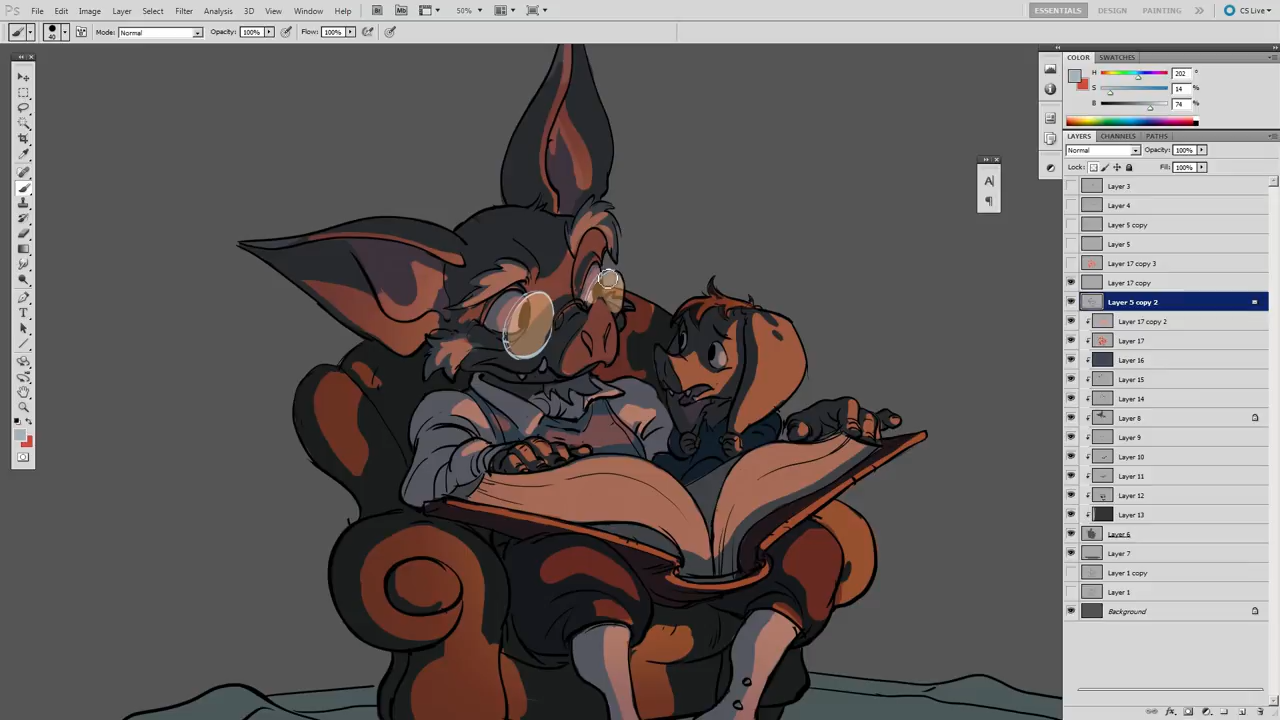 PS File Edit Image Layer Select Filter Analysis 3D View Window Help Br Mb 50% ESSENTIALS DESIGN PAINTING CS Live
40 Mode: Normal Opacity: 100% Flow: 100%
COLOR SWATCHES
H 202 °
S 14 %
B 74 %
LAYERS CHANNELS PATHS
Normal Opacity: 100%
Lock: Fill: 100%
Layer 3
Layer 4
Layer 5 copy
Layer 5
Layer 17 copy 3
Layer 17 copy
Layer 5 copy 2
Layer 17 copy 2
Layer 17
Layer 16
Layer 15
Layer 14
Layer 8
Layer 9
Layer 10
Layer 11
Layer 12
Layer 13
Layer 6
Layer 7
Layer 1 copy
Layer 1
Background